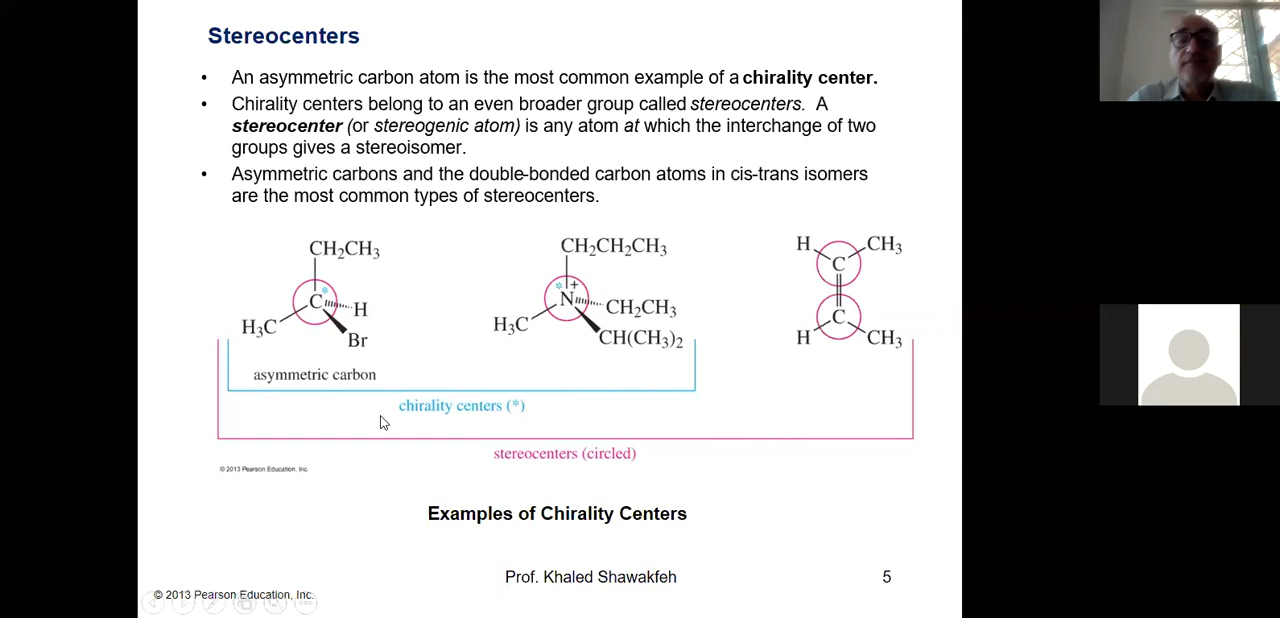 Stereocenters
• An asymmetric carbon atom is the most common example of a chirality center.
• Chirality centers belong to an even broader group called stereocenters. A
stereocenter (or stereogenic atom) is any atom at which the interchange of two
groups gives a stereoisomer.
• Asymmetric carbons and the double-bonded carbon atoms in cis-trans isomers
are the most common types of stereocenters.
CH₂CH₃
C
*
H
H₃C
Br
asymmetric carbon
CH₂CH₂CH₃
*
+
N
CH₂CH₃
H₃C
CH(CH₃)₂
H
CH₃
C
C
H
CH₃
chirality centers (*)
stereocenters (circled)
© 2013 Pearson Education, Inc.
Examples of Chirality Centers
Prof. Khaled Shawakfeh
5
© 2013 Pearson Education, Inc.